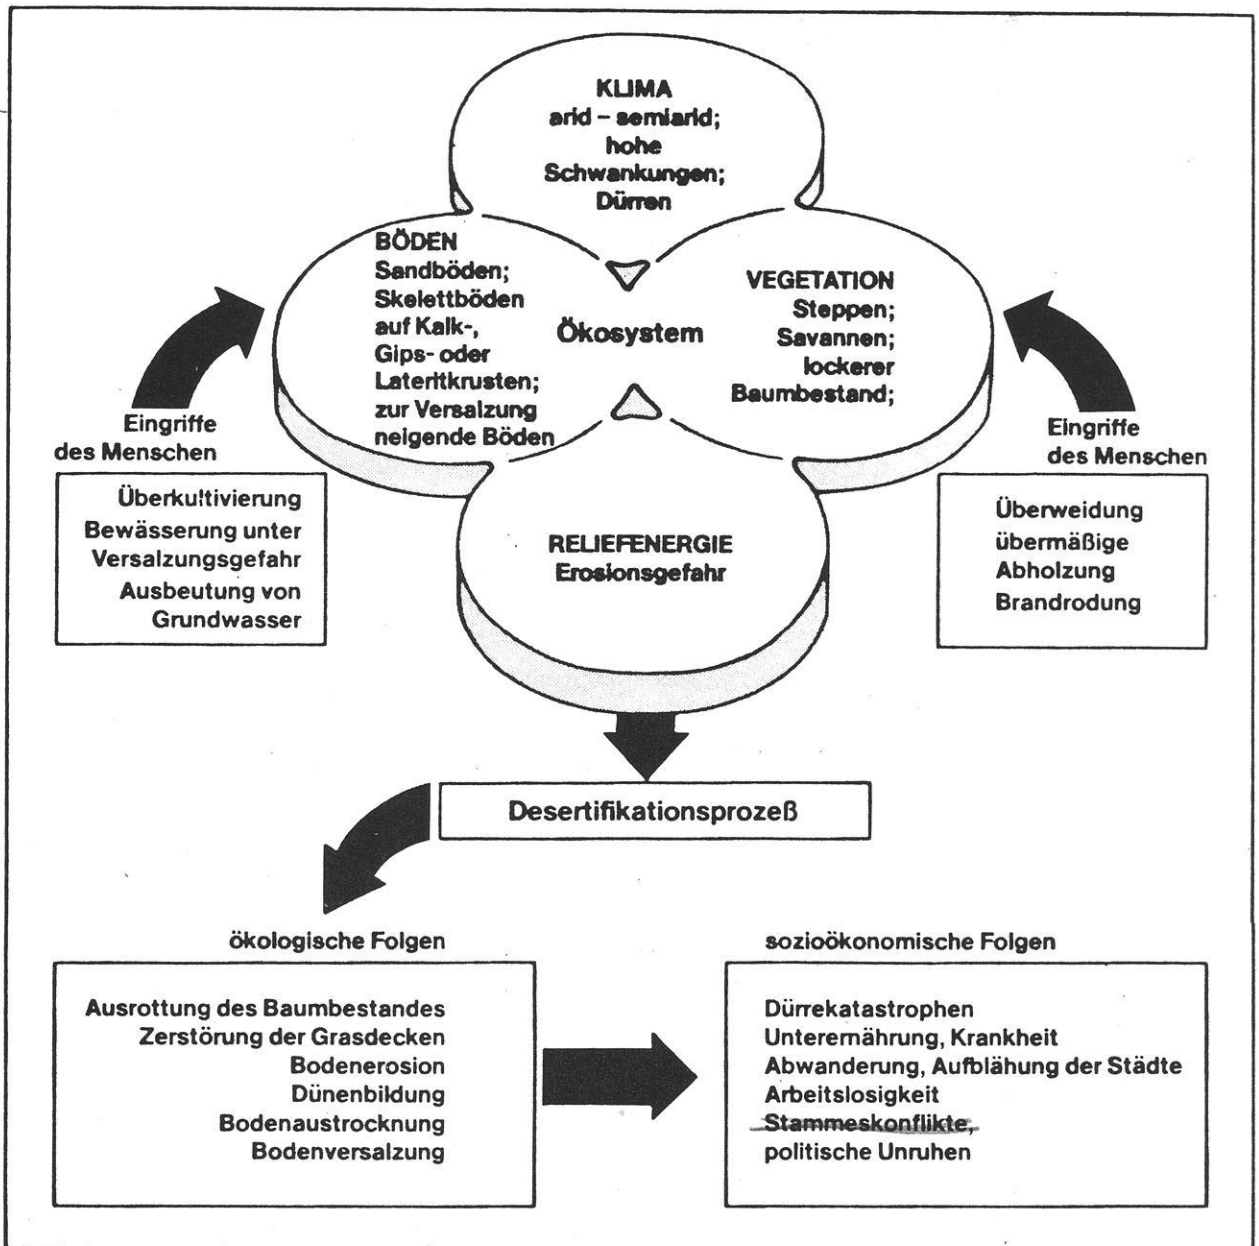 KLIMA
arid – semiarid;
hohe
Schwankungen;
Dürren
BÖDEN
Sandböden;
Skelettböden
auf Kalk-,
Gips- oder
Lateritkrusten;
zur Versalzung
neigende Böden
Ökosystem
VEGETATION
Steppen;
Savannen;
lockerer
Baumbestand;
RELIEFENERGIE
Erosionsgefahr
Eingriffe
des Menschen
Überkultivierung
Bewässerung unter
Versalzungsgefahr
Ausbeutung von
Grundwasser
Eingriffe
des Menschen
Überweidung
übermäßige
Abholzung
Brandrodung
Desertifikationsprozeß
ökologische Folgen
Ausrottung des Baumbestandes
Zerstörung der Grasdecken
Bodenerosion
Dünenbildung
Bodenaustrocknung
Bodenversalzung
sozioökonomische Folgen
Dürrekatastrophen
Unterernährung, Krankheit
Abwanderung, Aufblähung der Städte
Arbeitslosigkeit
Stammeskonflikte,
politische Unruhen